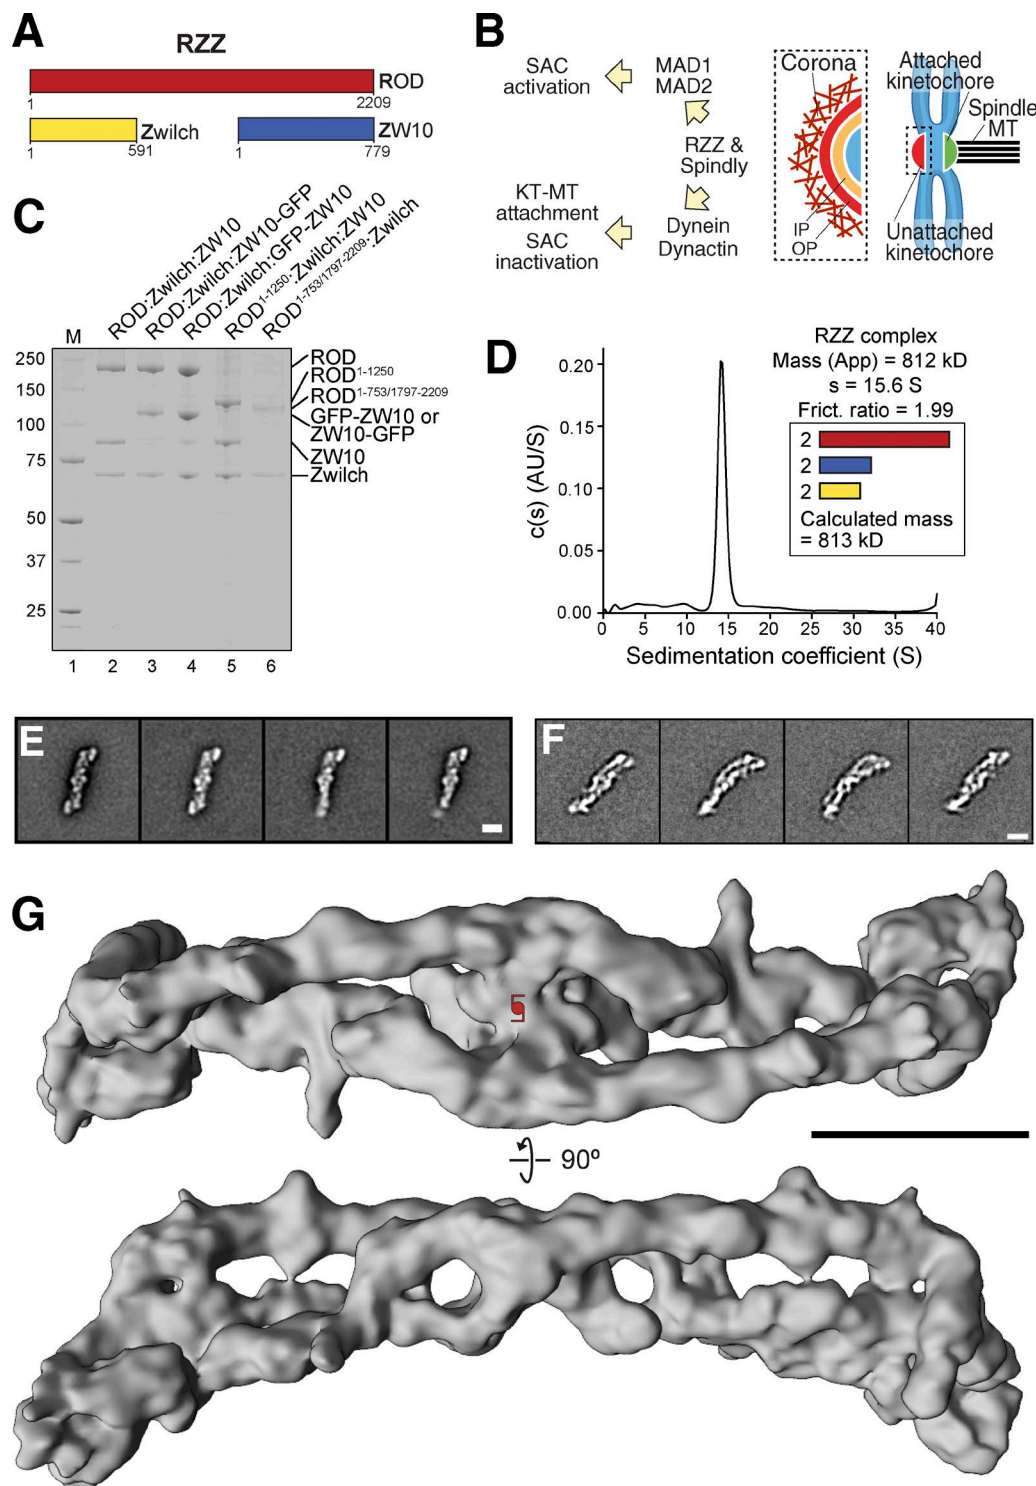 A
RZZ
ROD
1
2209
Zwilch
1
591
ZW10
1
779
B
SAC
activation
MAD1
MAD2
RZZ &
Spindly
KT-MT
attachment
SAC
inactivation
Dynein
Dynactin
Corona
IP
OP
Attached
kinetochore
Spindle
MT
Unattached
kinetochore
C
ROD:Zwilch:ZW10
ROD:Zwilch:ZW10-GFP
ROD:Zwilch:GFP-ZW10
ROD1-1250:Zwilch:ZW10
ROD1-753/1797-2209:Zwilch
M
250
150
100
75
50
37
25
ROD
ROD1-1250
ROD1-753/1797-2209
GFP-ZW10 or
ZW10-GFP
ZW10
Zwilch
1 2 3 4 5 6
D
RZZ complex
Mass (App) = 812 kD
s = 15.6 S
Frict. ratio = 1.99
2
2
2
Calculated mass
= 813 kD
c(s) (AU/S)
0.20
0.15
0.10
0.05
0.00
0 5 10 15 20 25 30 35 40
Sedimentation coefficient (S)
E
F
G
90º